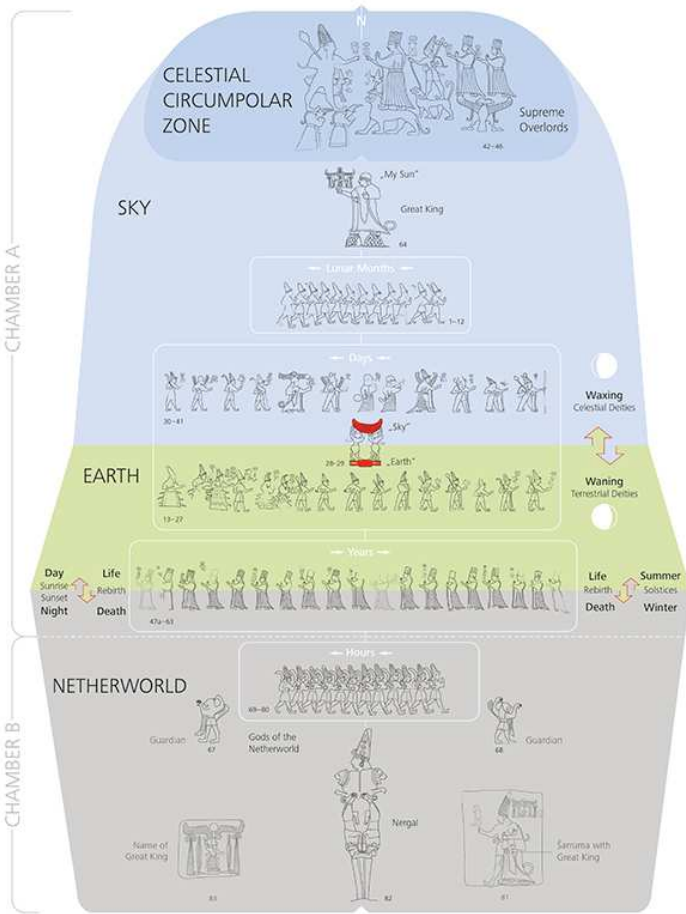 N
CELESTIAL
CIRCUMPOLAR
ZONE
Supreme
Overlords
42–46
„My Sun“
SKY
Great King
64
Lunar Months
1–12
CHAMBER A
Days
30–41
Waxing
Celestial Deities
„Sky“
28–29
„Earth“
EARTH
Waning
Terrestrial Deities
13–27
Years
Day
Sunrise
Sunset
Night
Life
Rebirth
Death
Life
Rebirth
Death
Summer
Solstices
Winter
47a–63
Hours
NETHERWORLD
69–80
Guardian
67
Gods of the
Netherworld
68
Guardian
CHAMBER B
Nergal
Name of
Great King
Šarruma with
Great King
83
82
81